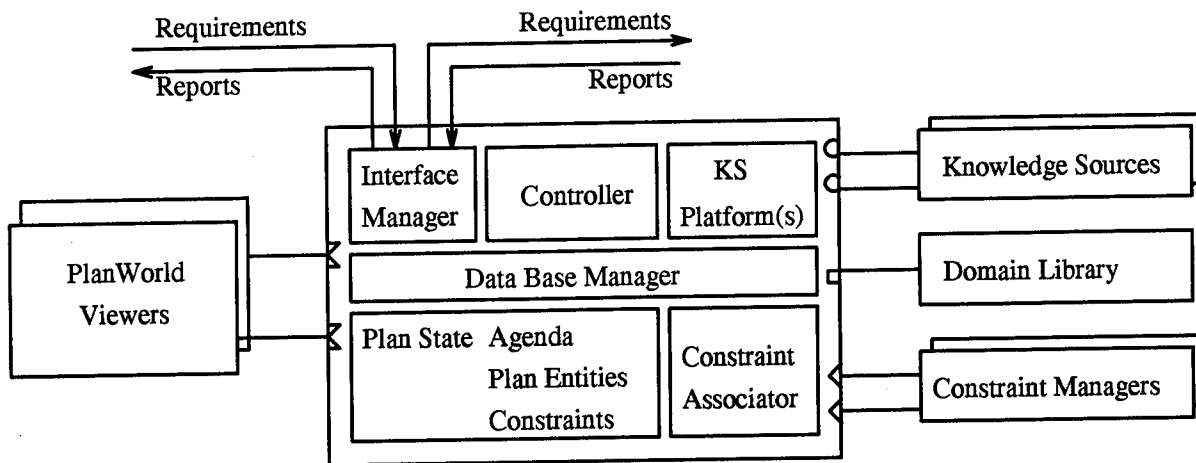 Requirements
Requirements
Reports
Reports
Interface
Manager
Controller
KS
Platform(s)
Knowledge Sources
PlanWorld
Viewers
Data Base Manager
Domain Library
Plan State Agenda
Plan Entities
Constraints
Constraint
Associator
Constraint Managers